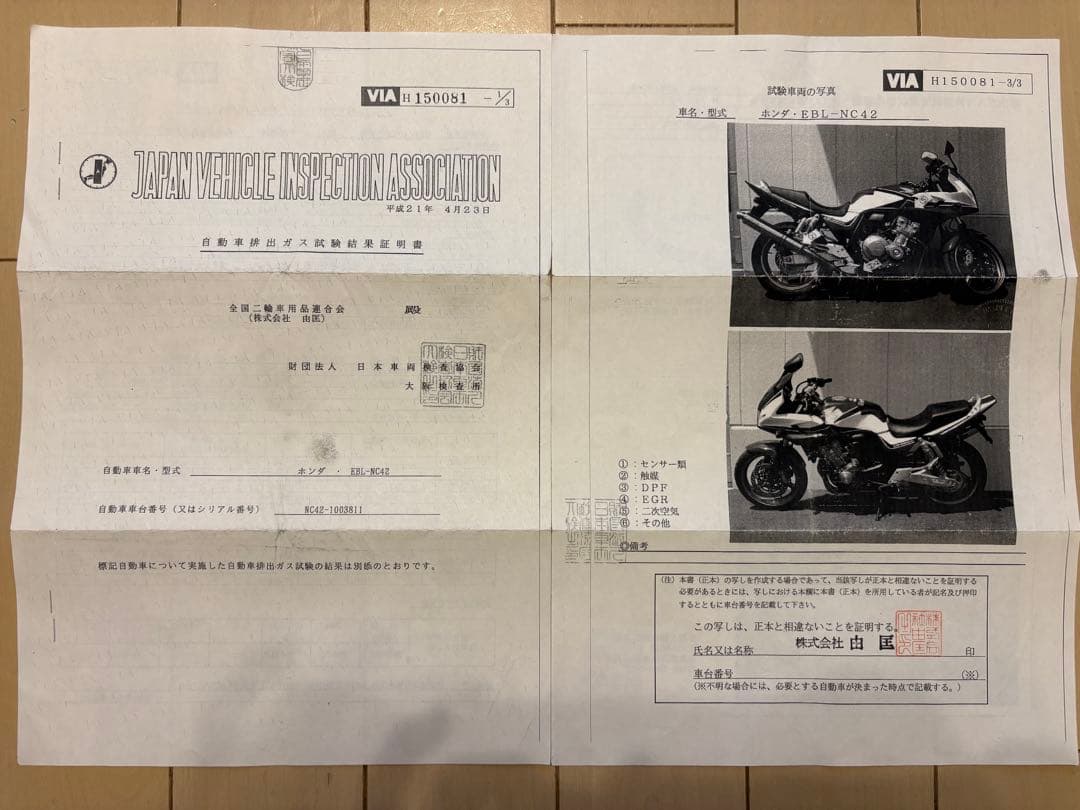 VIA H 150081 -1/3
JAPAN VEHICLE INSPECTION ASSOCIATION
平成21年 4月23日
自動車排出ガス試験結果証明書
全国二輪車用品連合会 殿
(株式会社 由匡)
財団法人 日本車両検査協会
大阪検査所
自動車車名・型式 ホンダ ・ EBL-NC42
自動車車台番号（又はシリアル番号） NC42-1003811
標記自動車について実施した自動車排出ガス試験の結果は別添のとおりです。
VIA H150081-3/3
試験車両の写真
車名・型式 ホンダ・EBL-NC42
①：センサー類
②：触媒
③：DPF
④：EGR
⑤：二次空気
⑥：その他
◎備考
(注) 本書（正本）の写しを作成する場合であって、当該写しが正本と相違ないことを証明する
必要があるときには、写しにおける本欄に本書（正本）を所用している者が記名及び押印
するとともに車台番号を記載して下さい。
この写しは、正本と相違ないことを証明する。
株式会社 由 匡
氏名又は名称 印
車台番号 (※)
(※不明な場合には、必要とする自動車が決まった時点で記載する。)